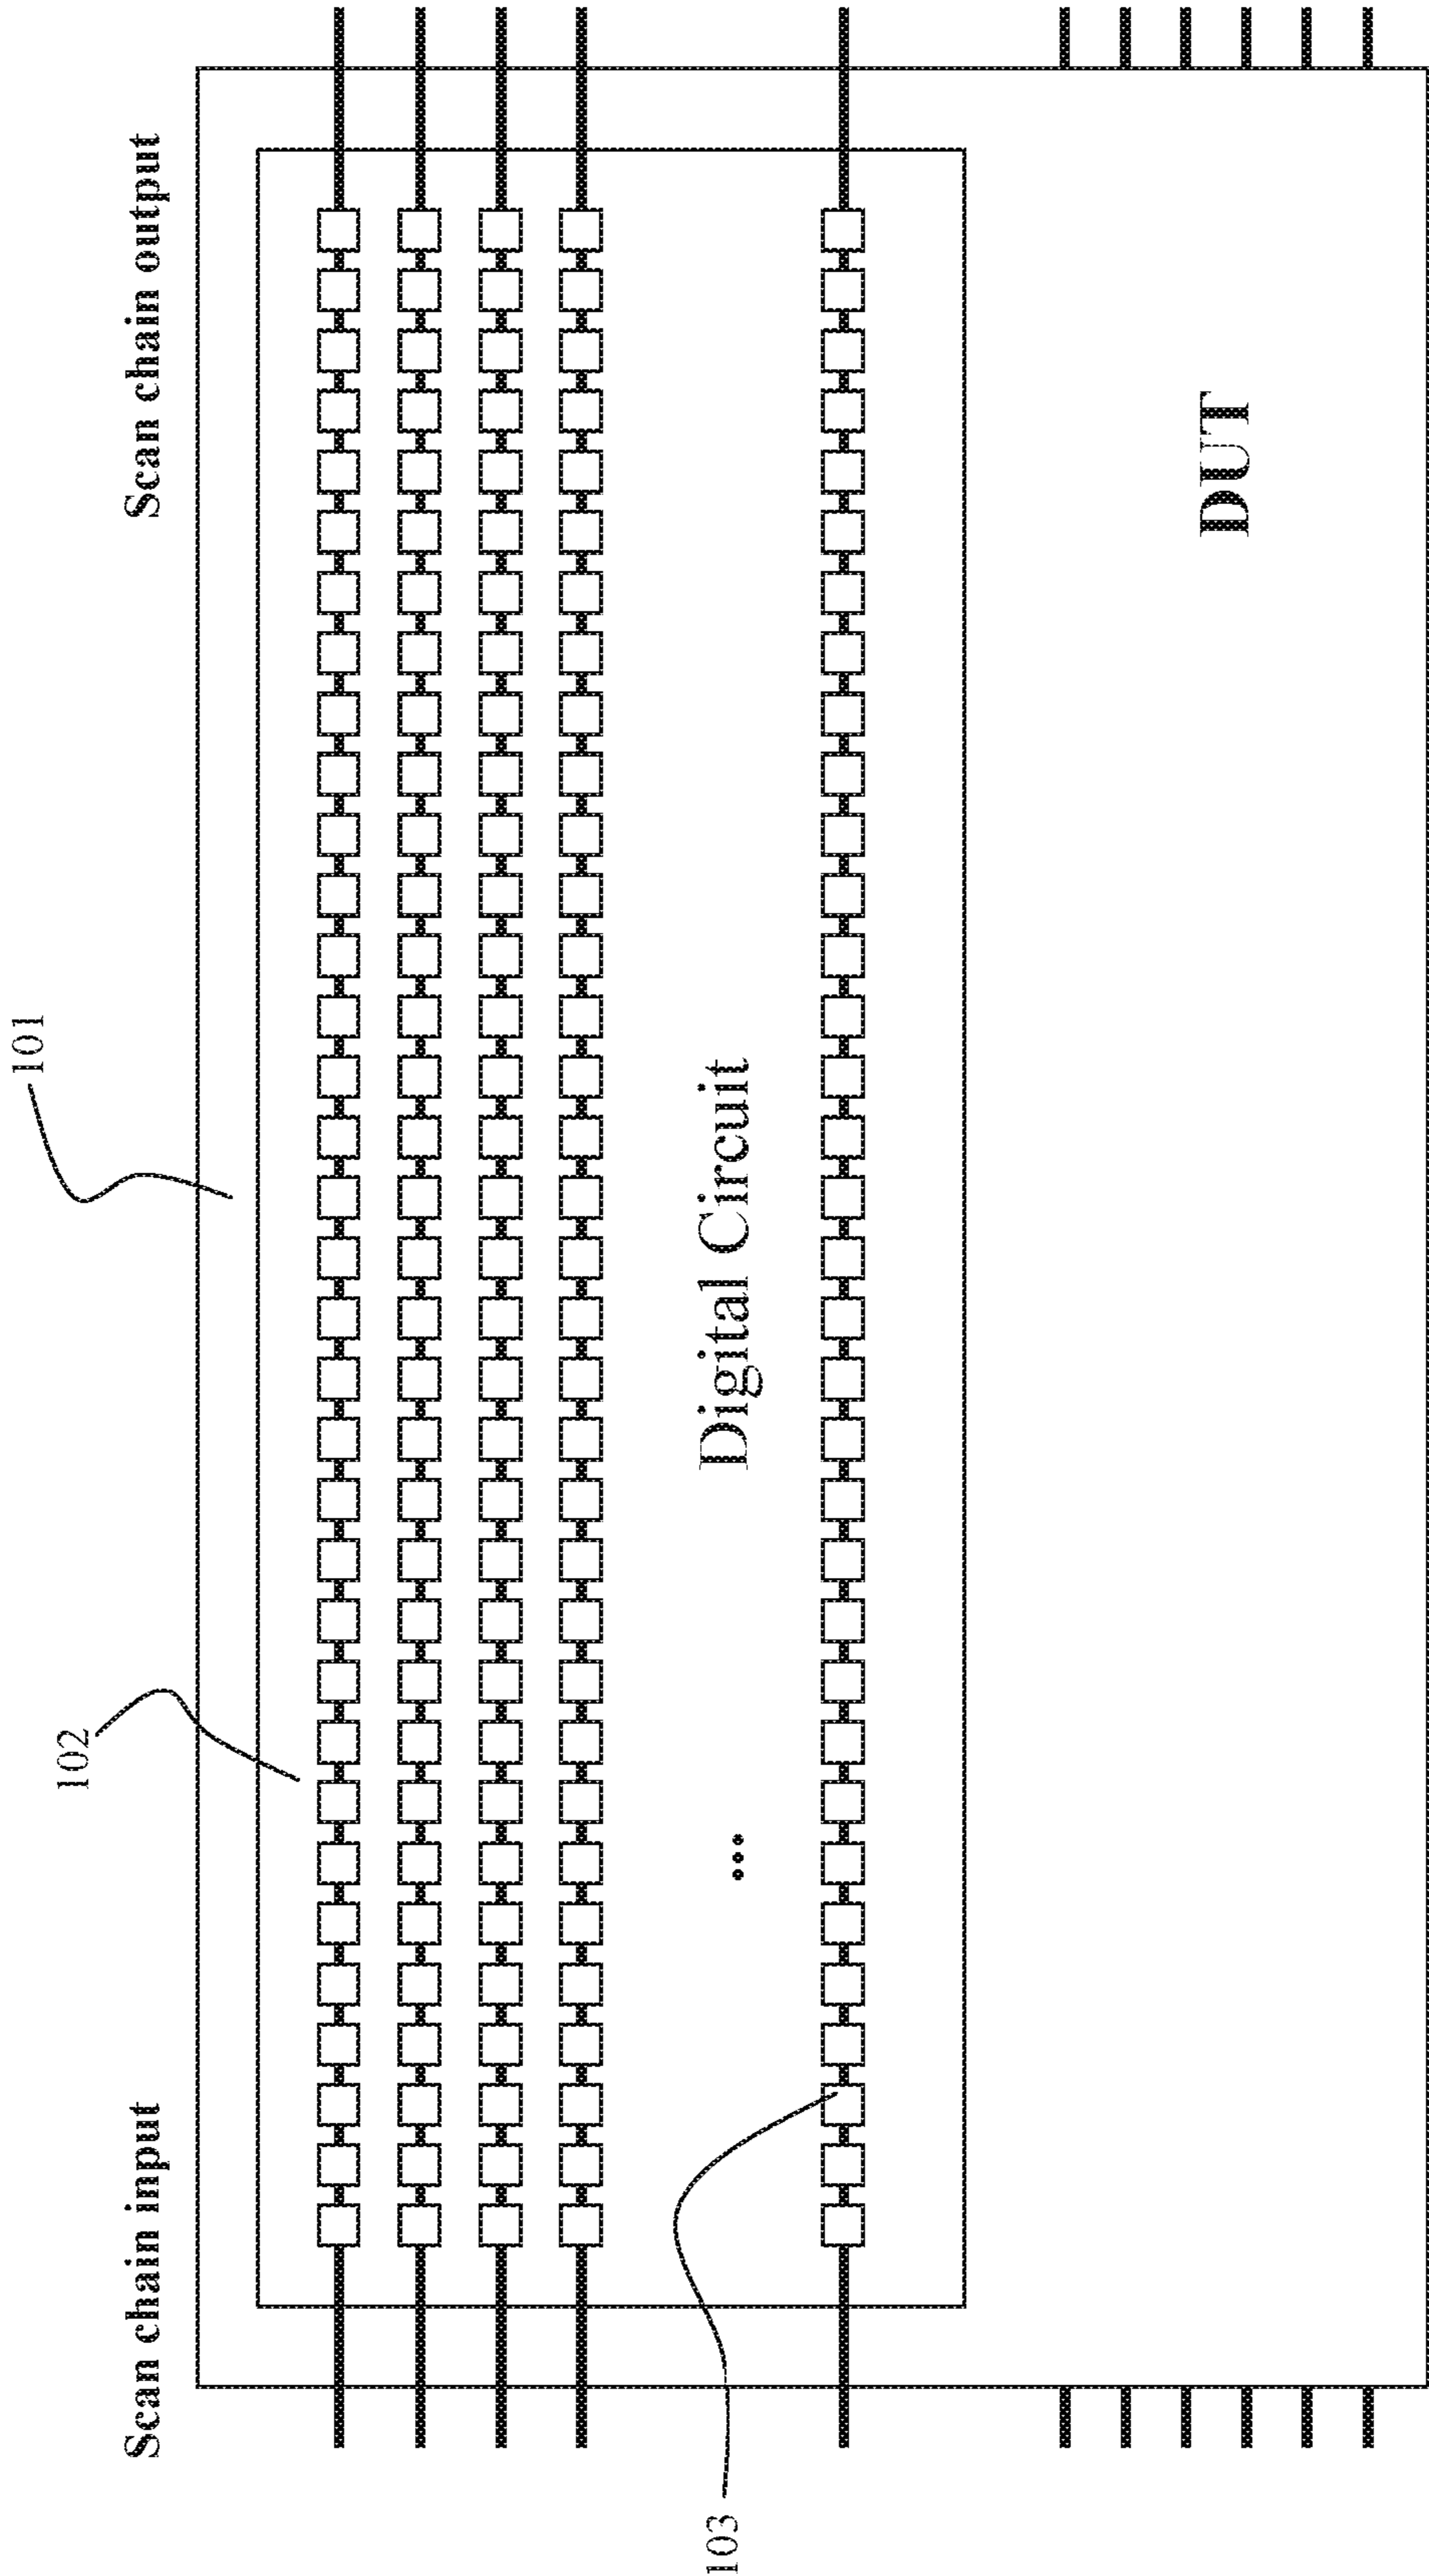 Scan chain input
Scan chain output
101
102
Digital Circuit
...
103
DUT